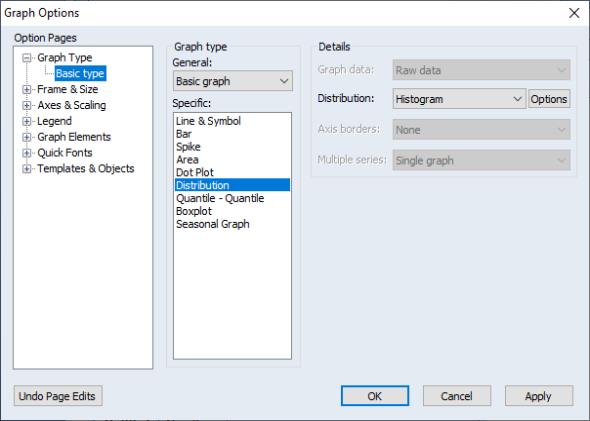 Graph Options
Option Pages
Graph Type
Basic type
Frame & Size
Axes & Scaling
Legend
Graph Elements
Quick Fonts
Templates & Objects
Graph type
General:
Basic graph
Specific:
Line & Symbol
Bar
Spike
Area
Dot Plot
Distribution
Quantile - Quantile
Boxplot
Seasonal Graph
Details
Graph data: Raw data
Distribution: Histogram Options
Axis borders: None
Multiple series: Single graph
Undo Page Edits OK Cancel Apply